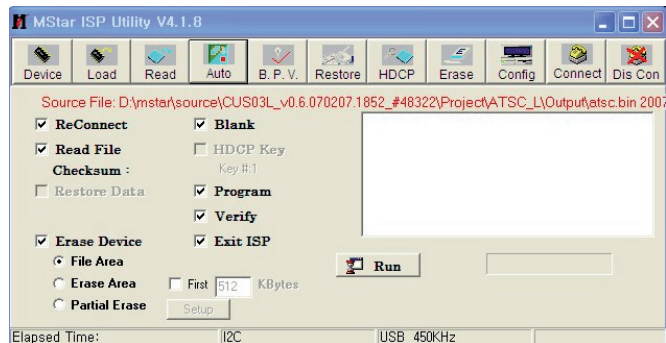 MStar ISP Utility V4.1.8
Device Load Read Auto B. P. V. Restore HDCP Erase Config Connect Dis Con
Source File: D:\mstar\source\CUS03L_v0.6.070207.1852_#48322\Project\ATSC_L\Output\atsc.bin 2007
ReConnect Blank
Read File HDCP Key
Checksum : Key #:1
Restore Data Program
Verify
Erase Device Exit ISP
File Area Run
Erase Area First 512 KBytes
Partial Erase Setup
Elapsed Time: I2C USB 450KHz